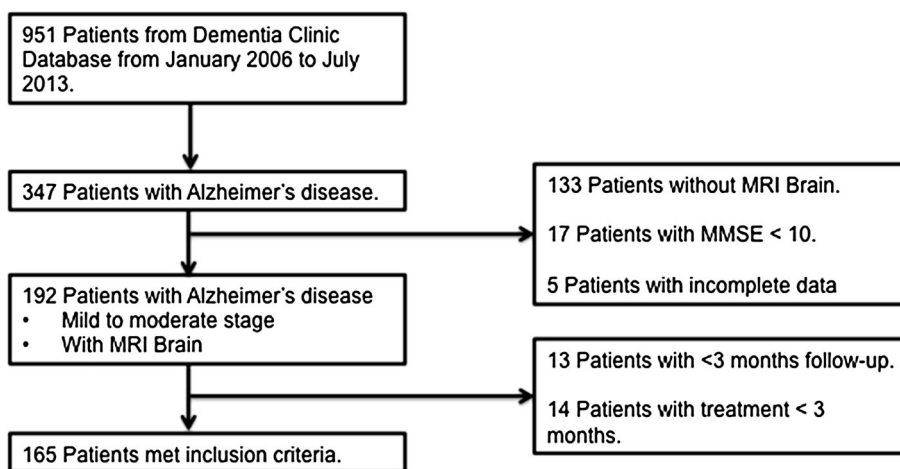 951 Patients from Dementia Clinic
Database from January 2006 to July
2013.
347 Patients with Alzheimer's disease.
133 Patients without MRI Brain.
17 Patients with MMSE < 10.
5 Patients with incomplete data
192 Patients with Alzheimer's disease
• Mild to moderate stage
• With MRI Brain
13 Patients with <3 months follow-up.
14 Patients with treatment < 3
months.
165 Patients met inclusion criteria.